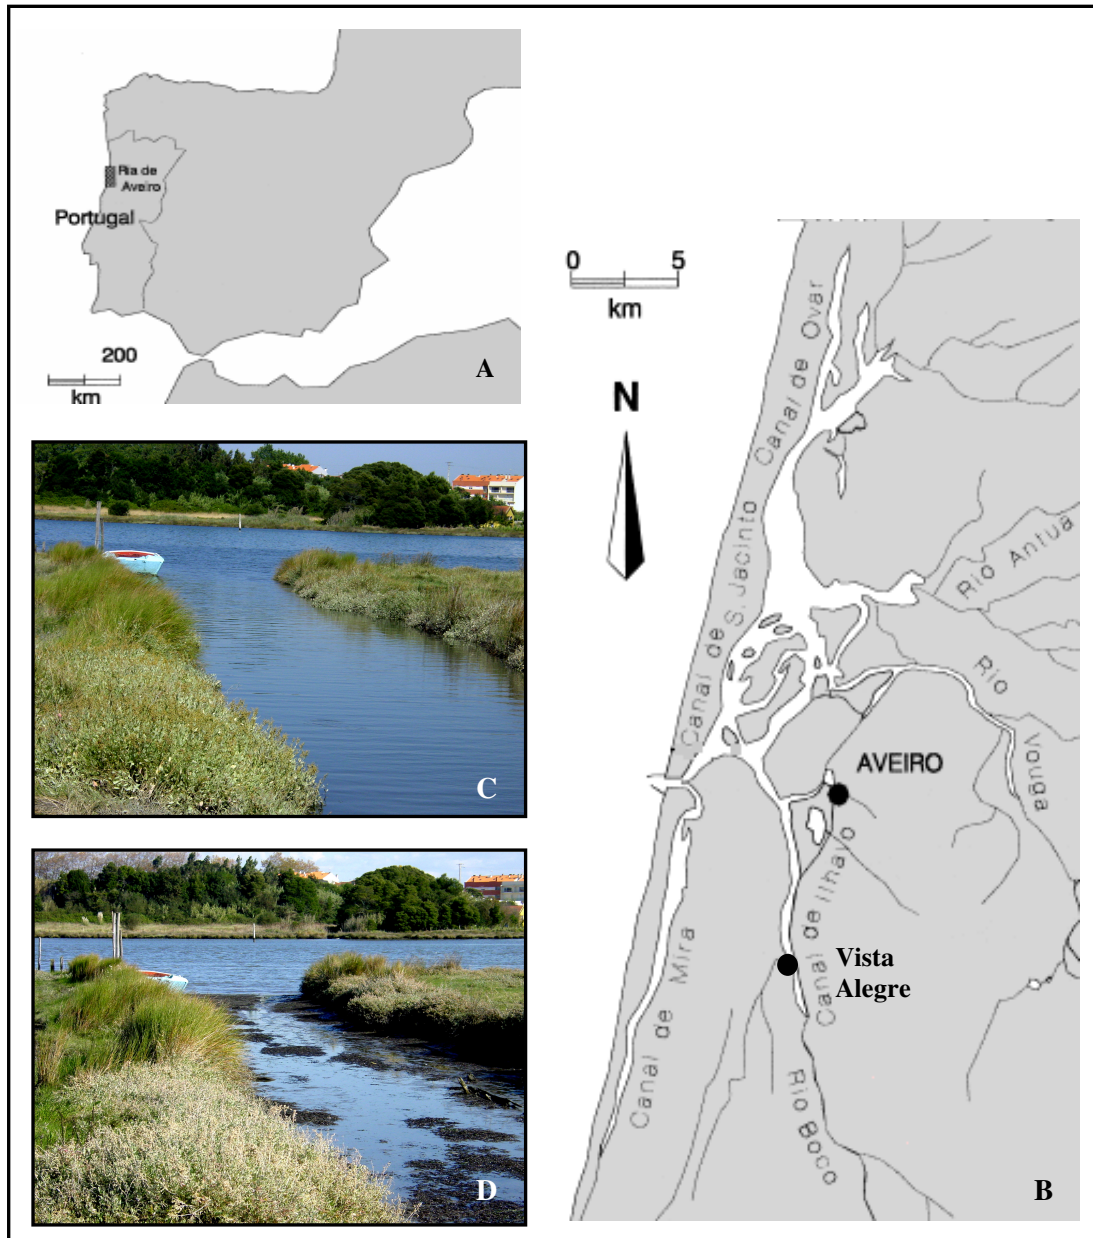 Ria de
Aveiro
Portugal
200
km
A
C
D
0 5
km
N
Canal de Ovar
Canal de S. Jacinto
Rio Antua
Rio Vouga
AVEIRO
Canal de Ilhavo
Vista
Alegre
Canal de Mira
Rio Boco
B